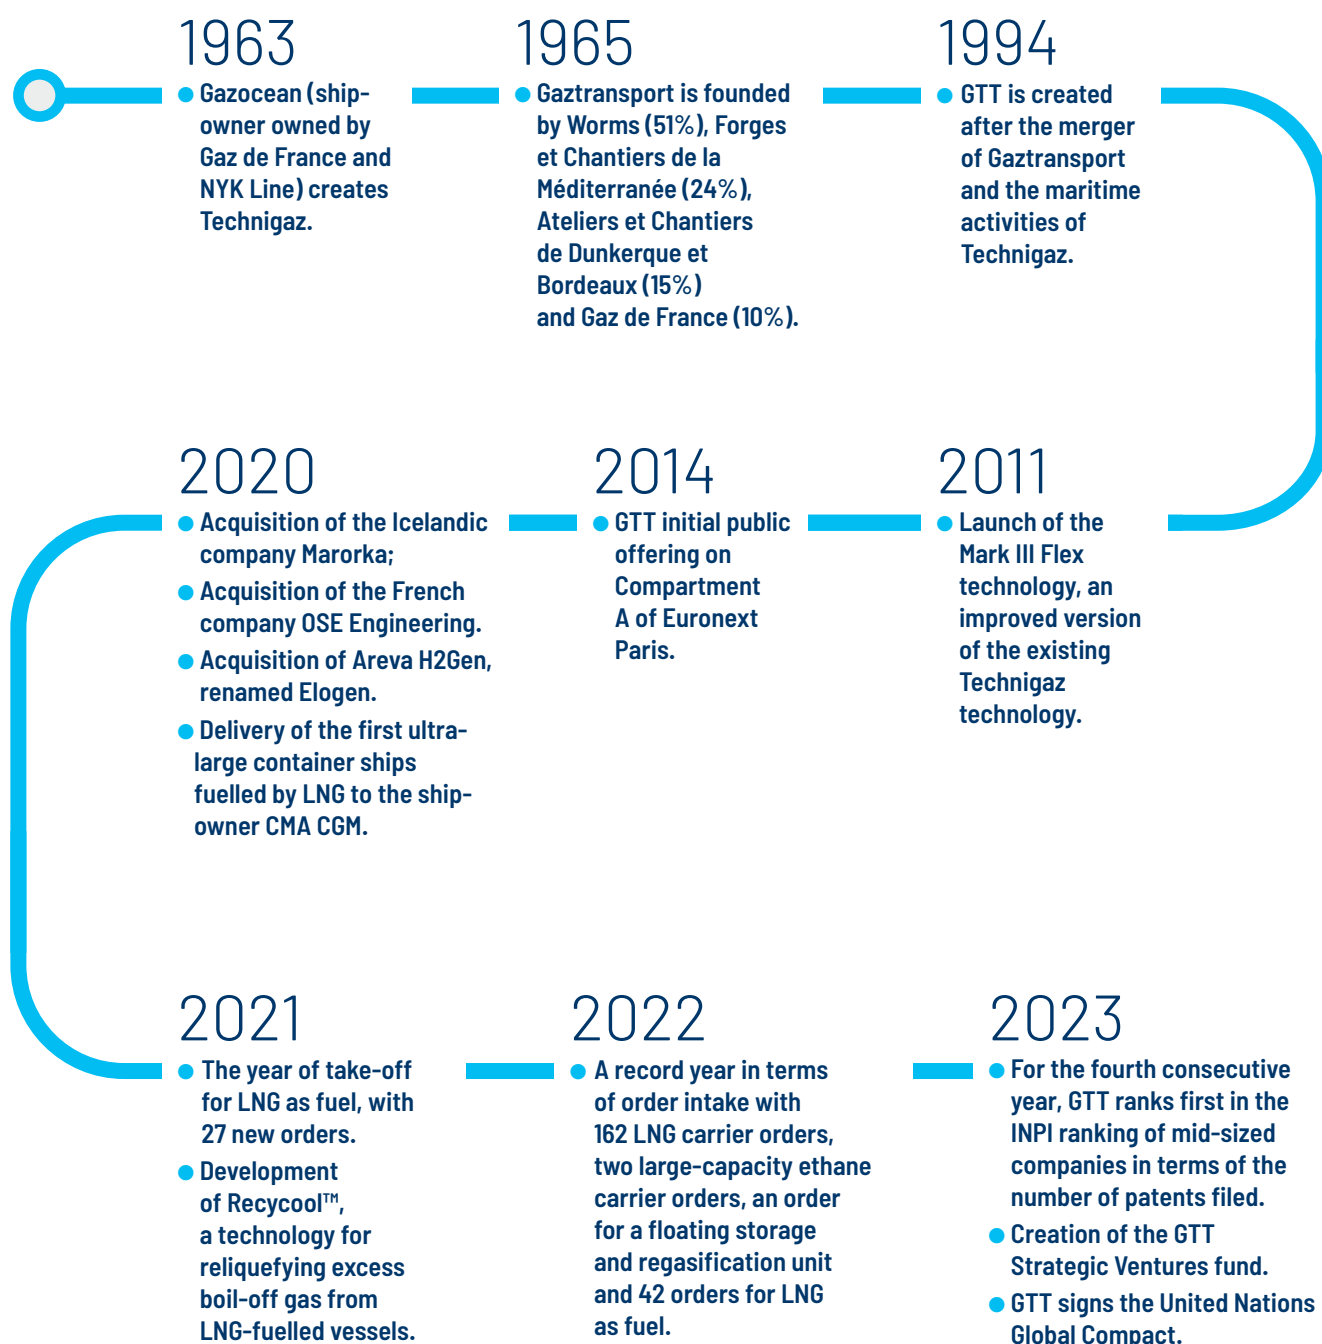 1963
Gazocean (ship-
owner owned by
Gaz de France and
NYK Line) creates
Technigaz.
1965
Gaztransport is founded
by Worms (51%), Forges
et Chantiers de la
Méditerranée (24%),
Ateliers et Chantiers
de Dunkerque et
Bordeaux (15%)
and Gaz de France (10%).
1994
GTT is created
after the merger
of Gaztransport
and the maritime
activities of
Technigaz.
2011
Launch of the
Mark III Flex
technology, an
improved version
of the existing
Technigaz
technology.
2014
GTT initial public
offering on
Compartment
A of Euronext
Paris.
2020
Acquisition of the Icelandic
company Marorka;
Acquisition of the French
company OSE Engineering.
Acquisition of Areva H2Gen,
renamed Elogen.
Delivery of the first ultra-
large container ships
fuelled by LNG to the ship-
owner CMA CGM.
2021
The year of take-off
for LNG as fuel, with
27 new orders.
Development
of Recycool™,
a technology for
reliquefying excess
boil-off gas from
LNG-fuelled vessels.
2022
A record year in terms
of order intake with
162 LNG carrier orders,
two large-capacity ethane
carrier orders, an order
for a floating storage
and regasification unit
and 42 orders for LNG
as fuel.
2023
For the fourth consecutive
year, GTT ranks first in the
INPI ranking of mid-sized
companies in terms of the
number of patents filed.
Creation of the GTT
Strategic Ventures fund.
GTT signs the United Nations
Global Compact.